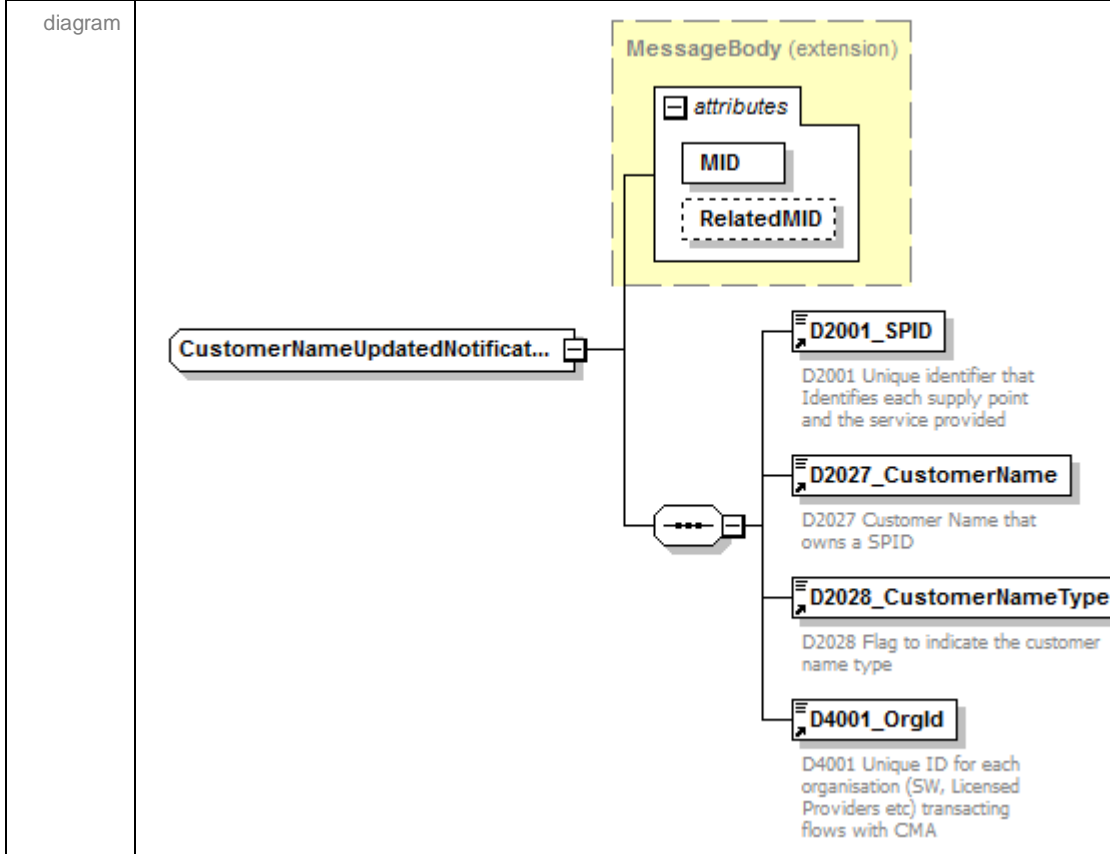 diagram
MessageBody (extension)
attributes
MID
RelatedMID
CustomerNameUpdatedNotificat...
D2001_SPID
D2001 Unique identifier that
Identifies each supply point
and the service provided
D2027_CustomerName
D2027 Customer Name that
owns a SPID
D2028_CustomerNameType
D2028 Flag to indicate the customer
name type
D4001_OrgId
D4001 Unique ID for each
organisation (SW, Licensed
Providers etc) transacting
flows with CMA